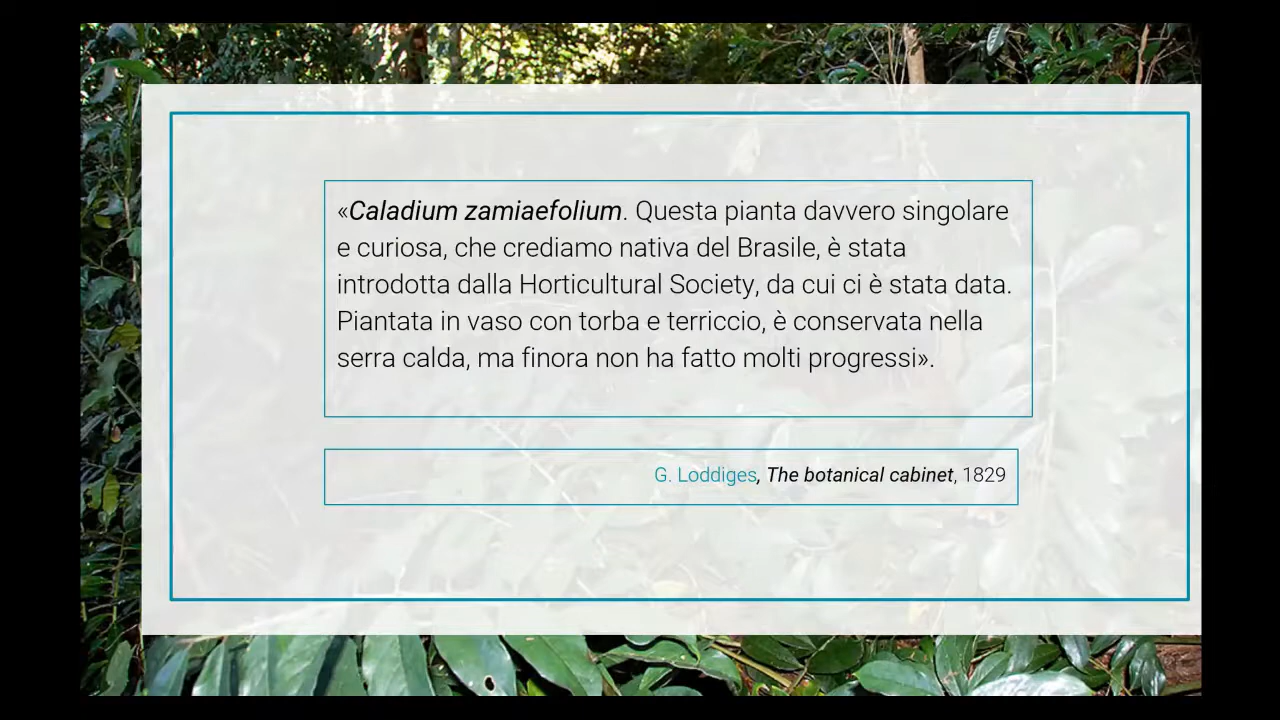 «Caladium zamiaefolium. Questa pianta davvero singolare
e curiosa, che crediamo nativa del Brasile, è stata
introdotta dalla Horticultural Society, da cui ci è stata data.
Piantata in vaso con torba e terriccio, è conservata nella
serra calda, ma finora non ha fatto molti progressi».
G. Loddiges, The botanical cabinet, 1829